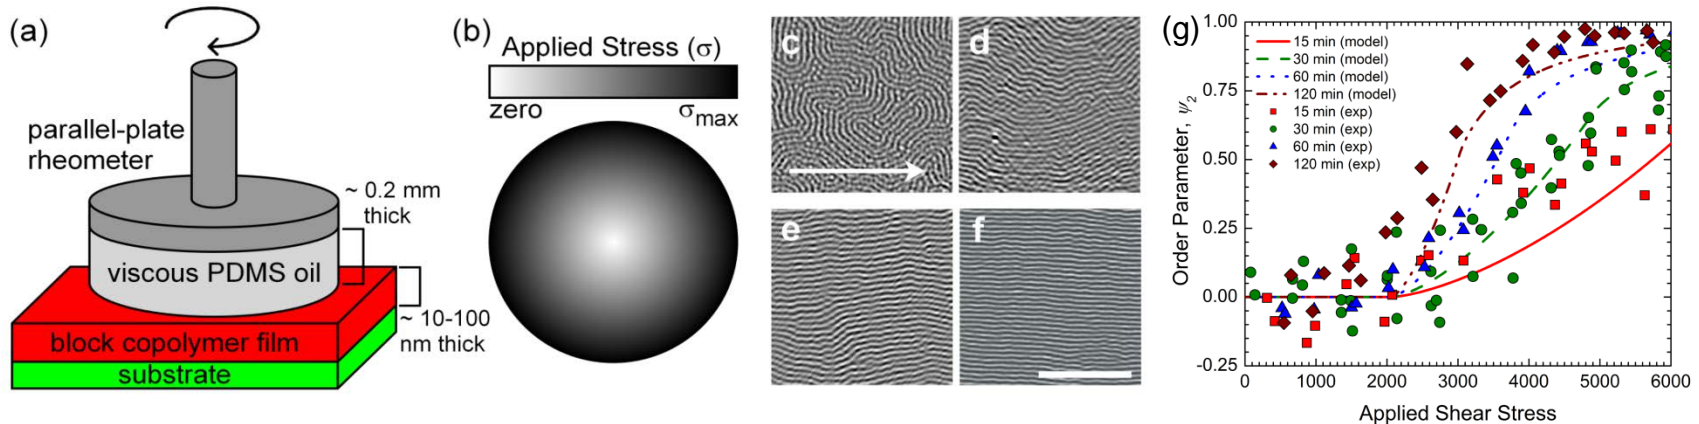 (a)
parallel-plate
rheometer
~ 0.2 mm
thick
viscous PDMS oil
block copolymer film
substrate
~ 10-100
nm thick
(b)
Applied Stress (σ)
zero
σmax
c
d
e
f
(g)
Order Parameter, ψ2
1.00
0.75
0.50
0.25
0.00
-0.25
15 min (model)
30 min (model)
60 min (model)
120 min (model)
15 min (exp)
30 min (exp)
60 min (exp)
120 min (exp)
0 1000 2000 3000 4000 5000 6000
Applied Shear Stress